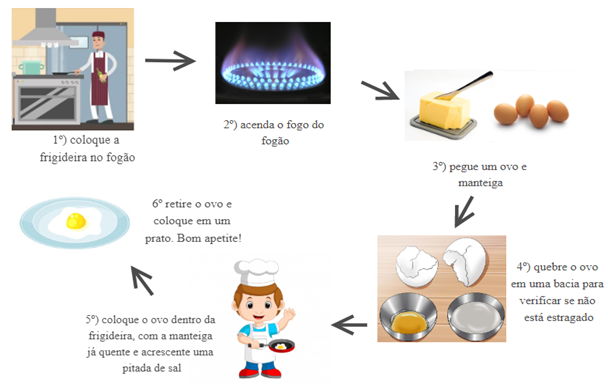 1º) coloque a
frigideira no fogão
2º) acenda o fogo do
fogão
3º) pegue um ovo e
manteiga
4º) quebre o ovo
em uma bacia para
verificar se não
está estragado
5º) coloque o ovo dentro da
frigideira, com a manteiga
já quente e acrescente uma
pitada de sal
6º retire o ovo e
coloque em um
prato. Bom apetite!